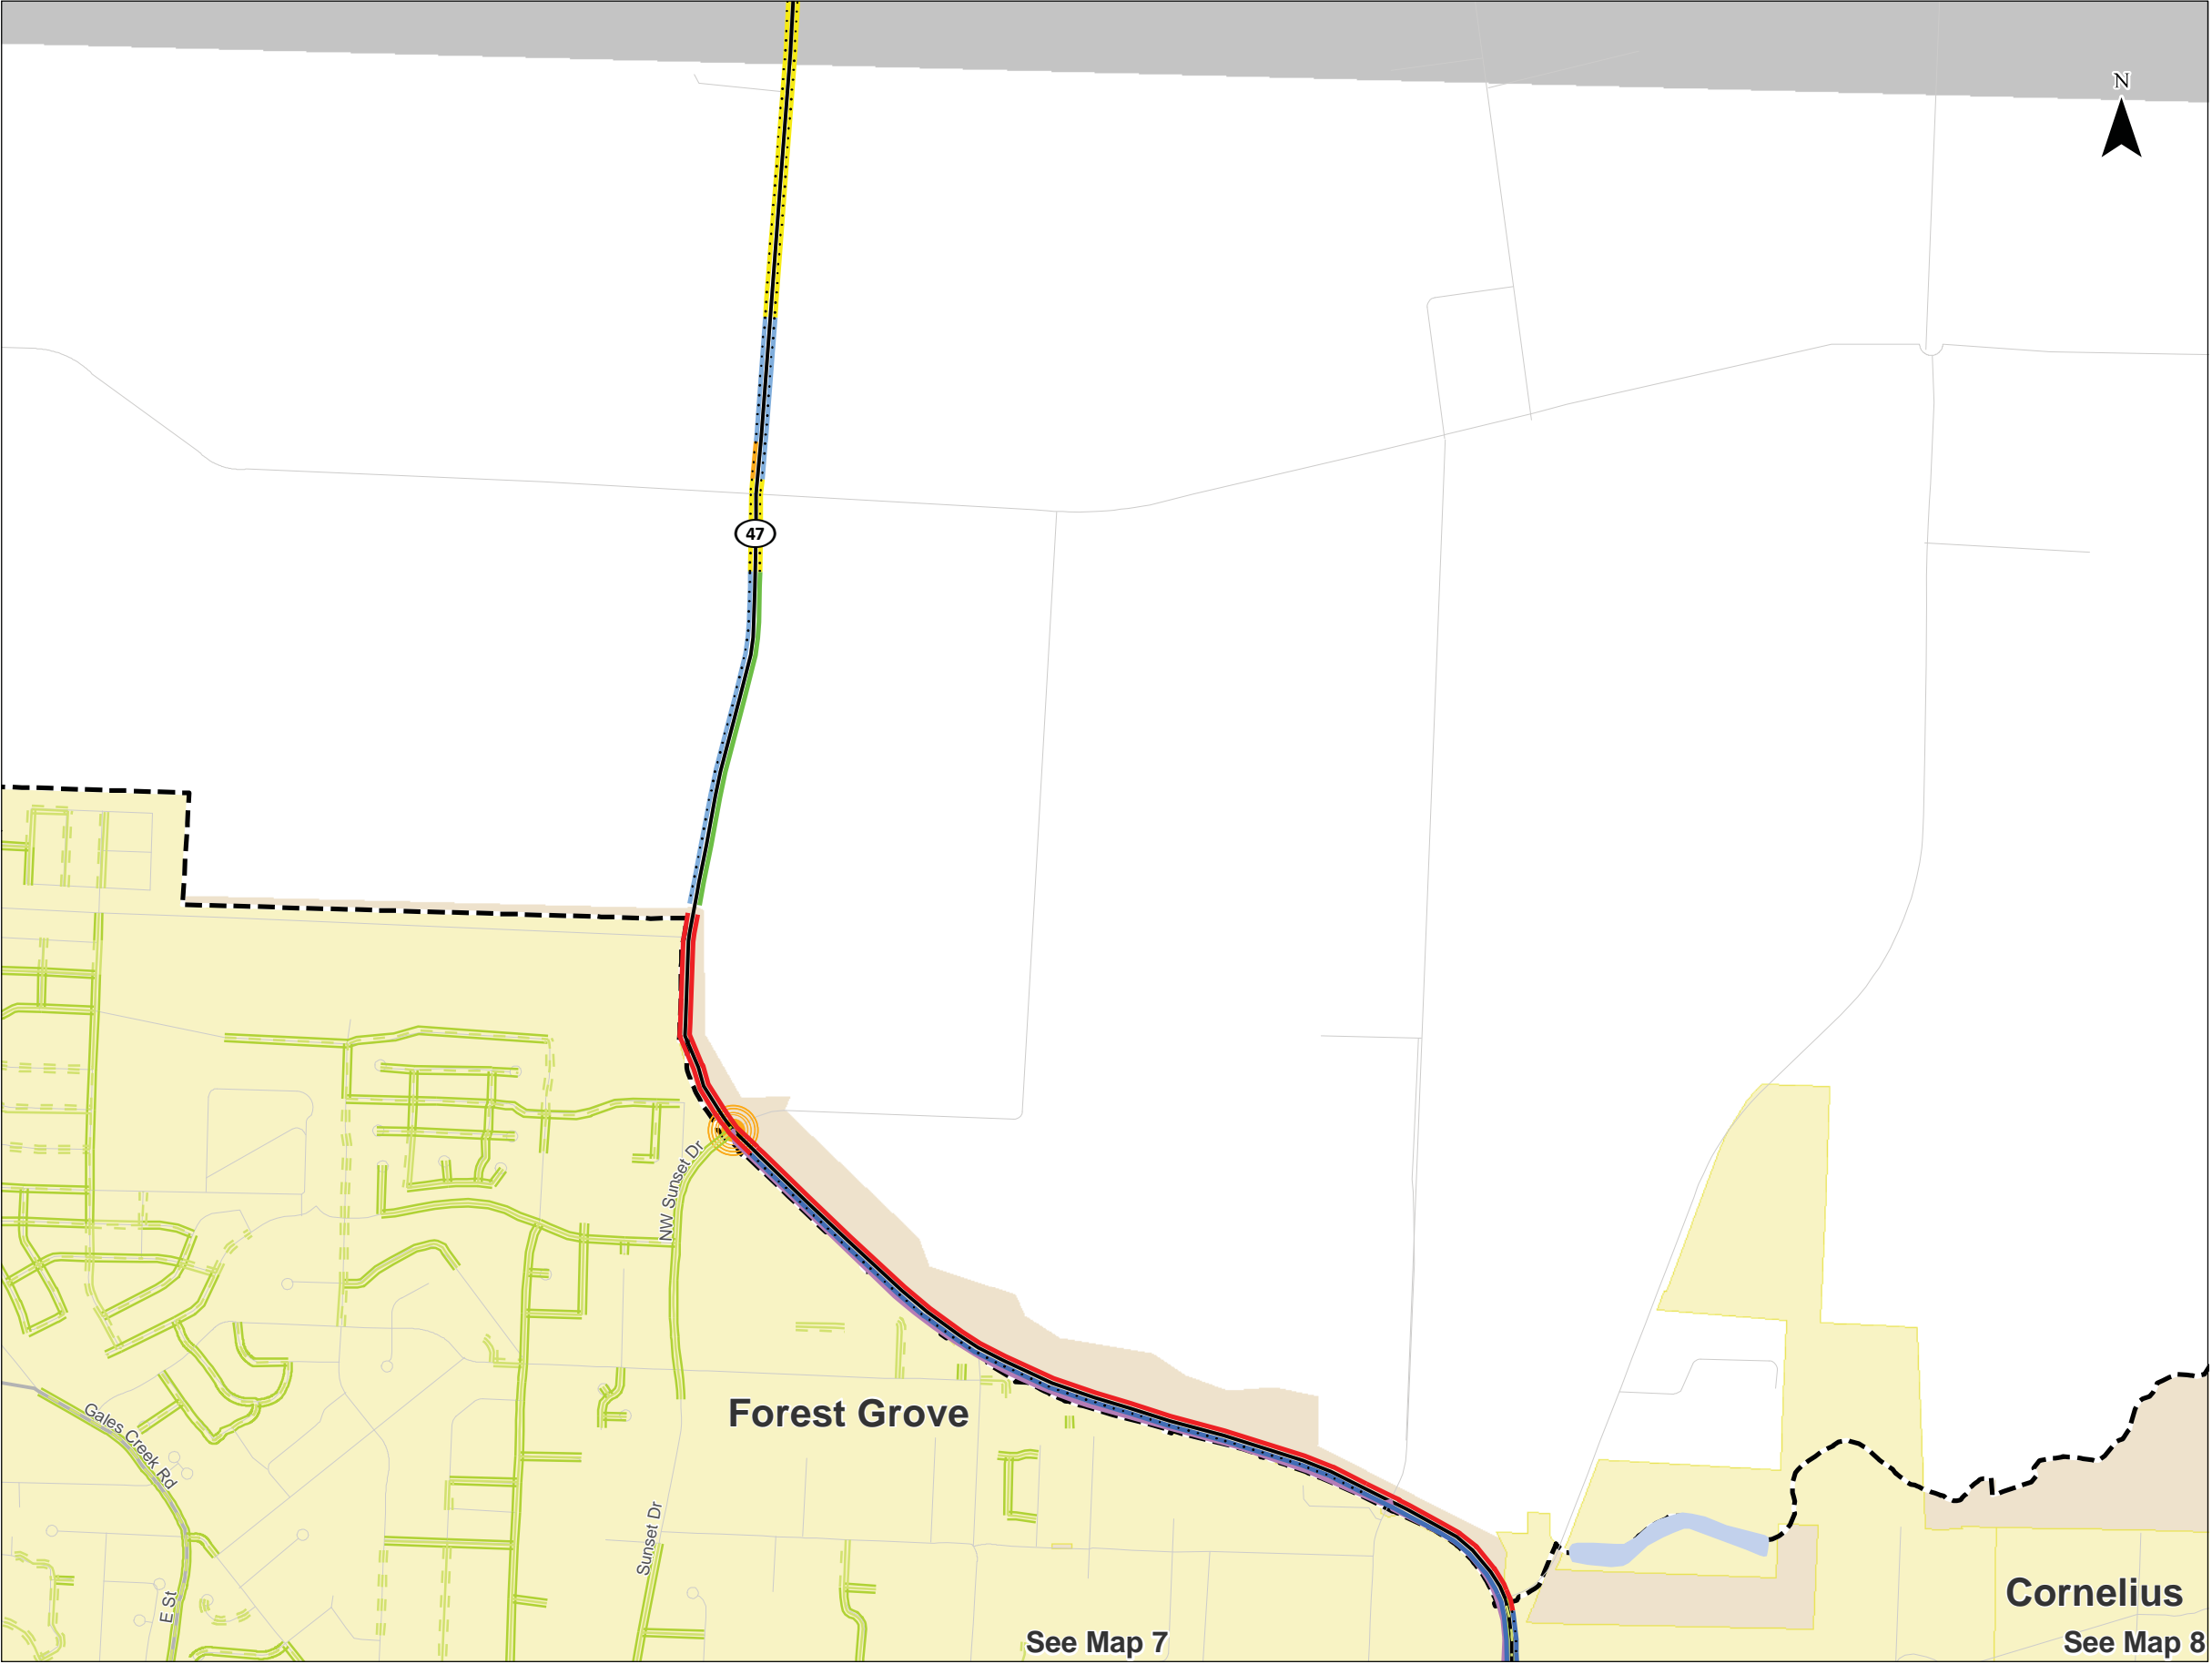 N
47
NW Sunset Dr
Gales Creek Rd
Forest Grove
Sunset Dr
E St
Cornelius
See Map 7
See Map 8